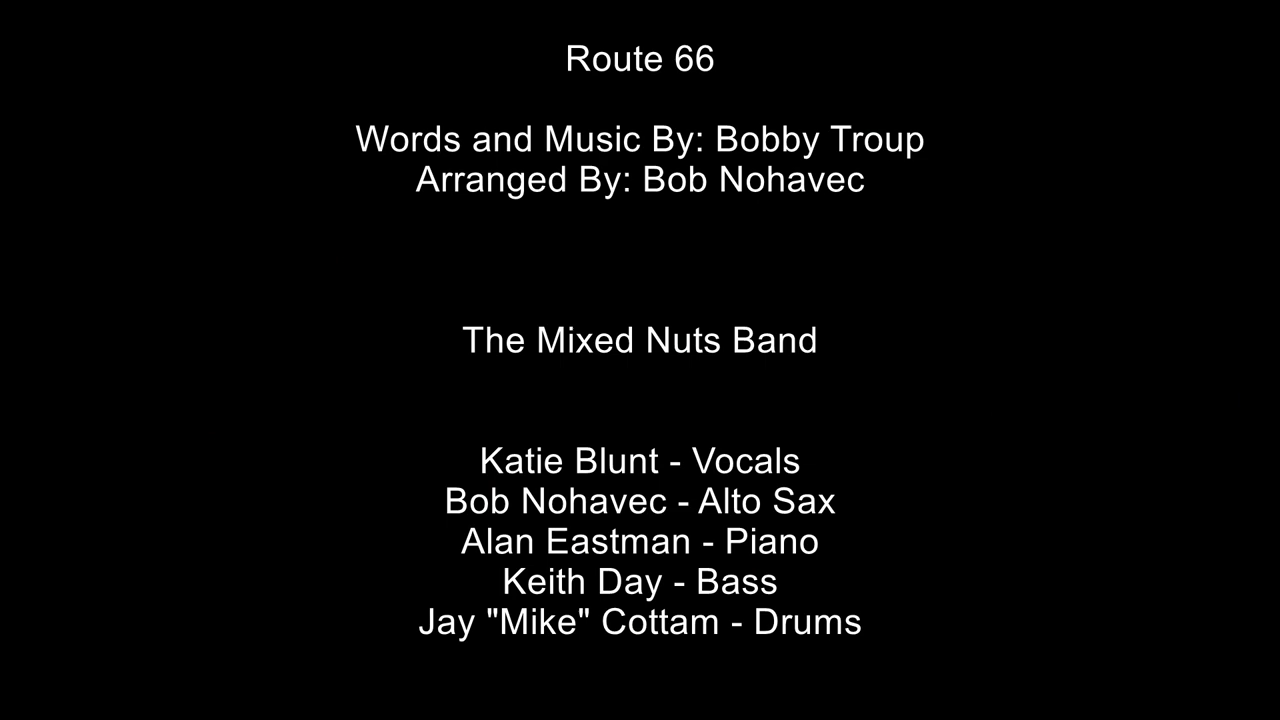 Route 66
Words and Music By: Bobby Troup
Arranged By: Bob Nohavec
The Mixed Nuts Band
Katie Blunt - Vocals
Bob Nohavec - Alto Sax
Alan Eastman - Piano
Keith Day - Bass
Jay "Mike" Cottam - Drums